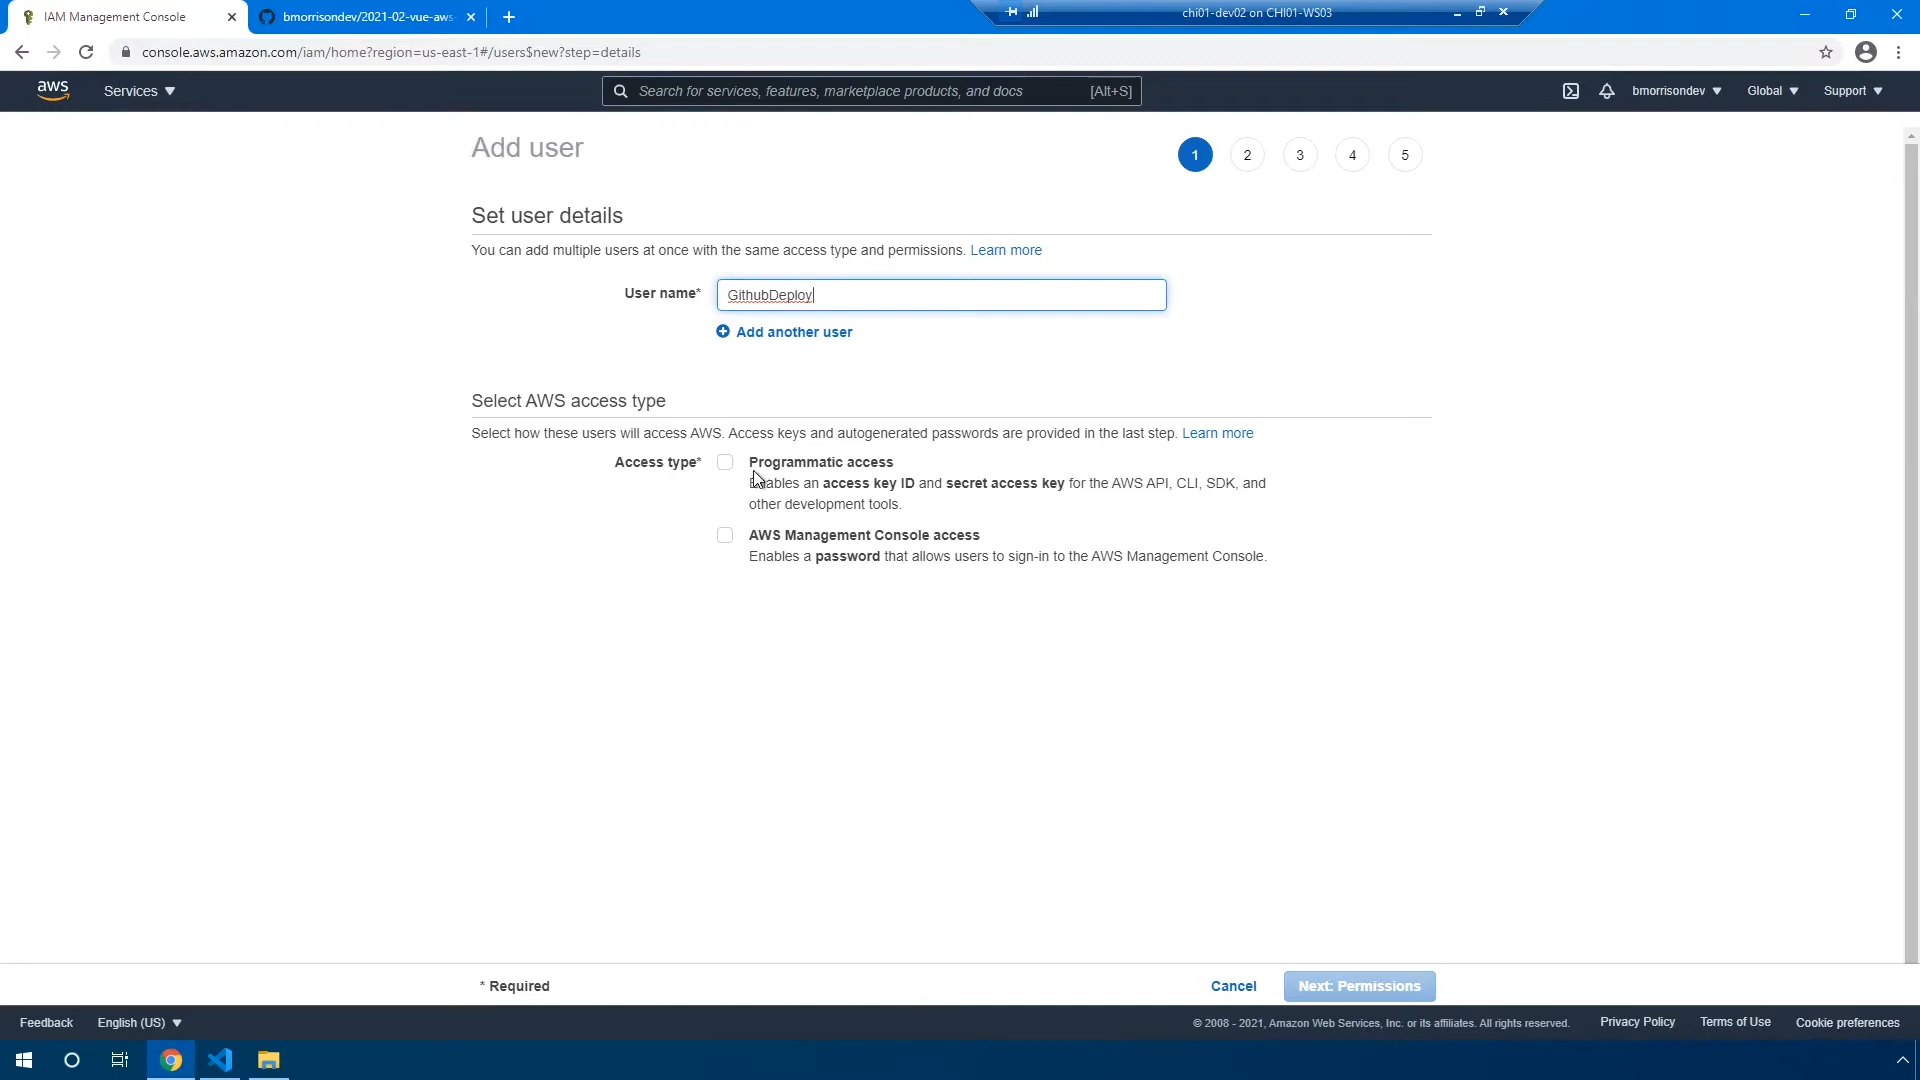 IAM Management Console
bmorrisondev/2021-02-vue-aws-
chi01-dev02 on CHI01-WS03
console.aws.amazon.com/iam/home?region=us-east-1#/users$new?step=details
aws
Services
Search for services, features, marketplace products, and docs
[Alt+S]
bmorrisondev
Global
Support
Add user
1
2
3
4
5
Set user details
You can add multiple users at once with the same access type and permissions. Learn more
User name*
GithubDeploy
Add another user
Select AWS access type
Select how these users will access AWS. Access keys and autogenerated passwords are provided in the last step. Learn more
Access type*
Programmatic access
Enables an access key ID and secret access key for the AWS API, CLI, SDK, and
other development tools.
AWS Management Console access
Enables a password that allows users to sign-in to the AWS Management Console.
* Required
Cancel
Next: Permissions
Feedback
English (US)
© 2008 - 2021, Amazon Web Services, Inc. or its affiliates. All rights reserved.
Privacy Policy
Terms of Use
Cookie preferences